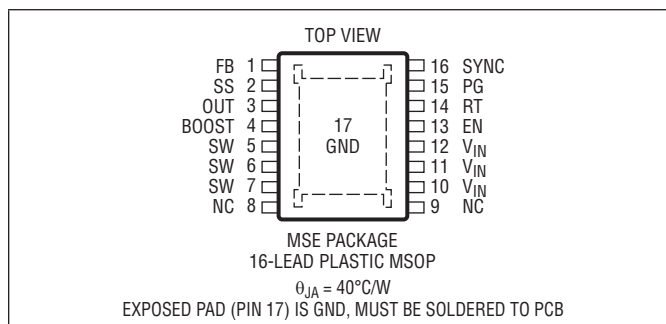 TOP VIEW
FB 1
SS 2
OUT 3
BOOST 4
SW 5
SW 6
SW 7
NC 8
17
GND
16 SYNC
15 PG
14 RT
13 EN
12 VIN
11 VIN
10 VIN
9 NC
MSE PACKAGE
16-LEAD PLASTIC MSOP
θJA = 40°C/W
EXPOSED PAD (PIN 17) IS GND, MUST BE SOLDERED TO PCB